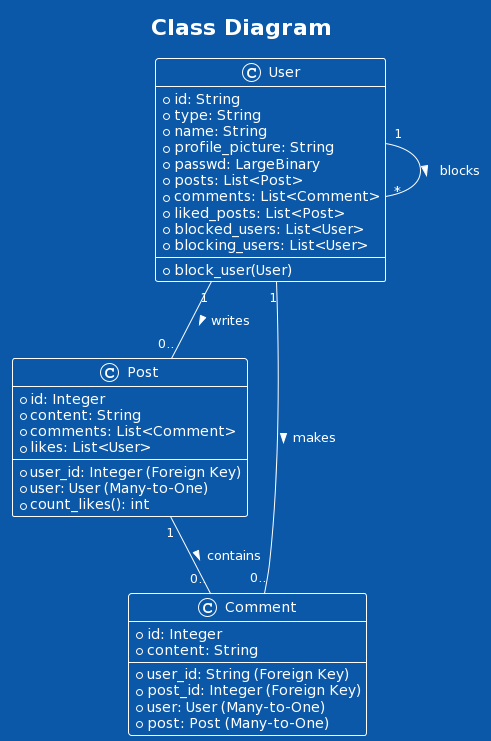 Class Diagram
C User
id: String
type: String
name: String
profile_picture: String
passwd: LargeBinary
posts: List<Post>
comments: List<Comment>
liked_posts: List<Post>
blocked_users: List<User>
blocking_users: List<User>
block_user(User)
1
blocks
*
1
writes
0..
1
makes
0..
C Post
id: Integer
content: String
comments: List<Comment>
likes: List<User>
user_id: Integer (Foreign Key)
user: User (Many-to-One)
count_likes(): int
1
contains
0..
C Comment
id: Integer
content: String
user_id: String (Foreign Key)
post_id: Integer (Foreign Key)
user: User (Many-to-One)
post: Post (Many-to-One)